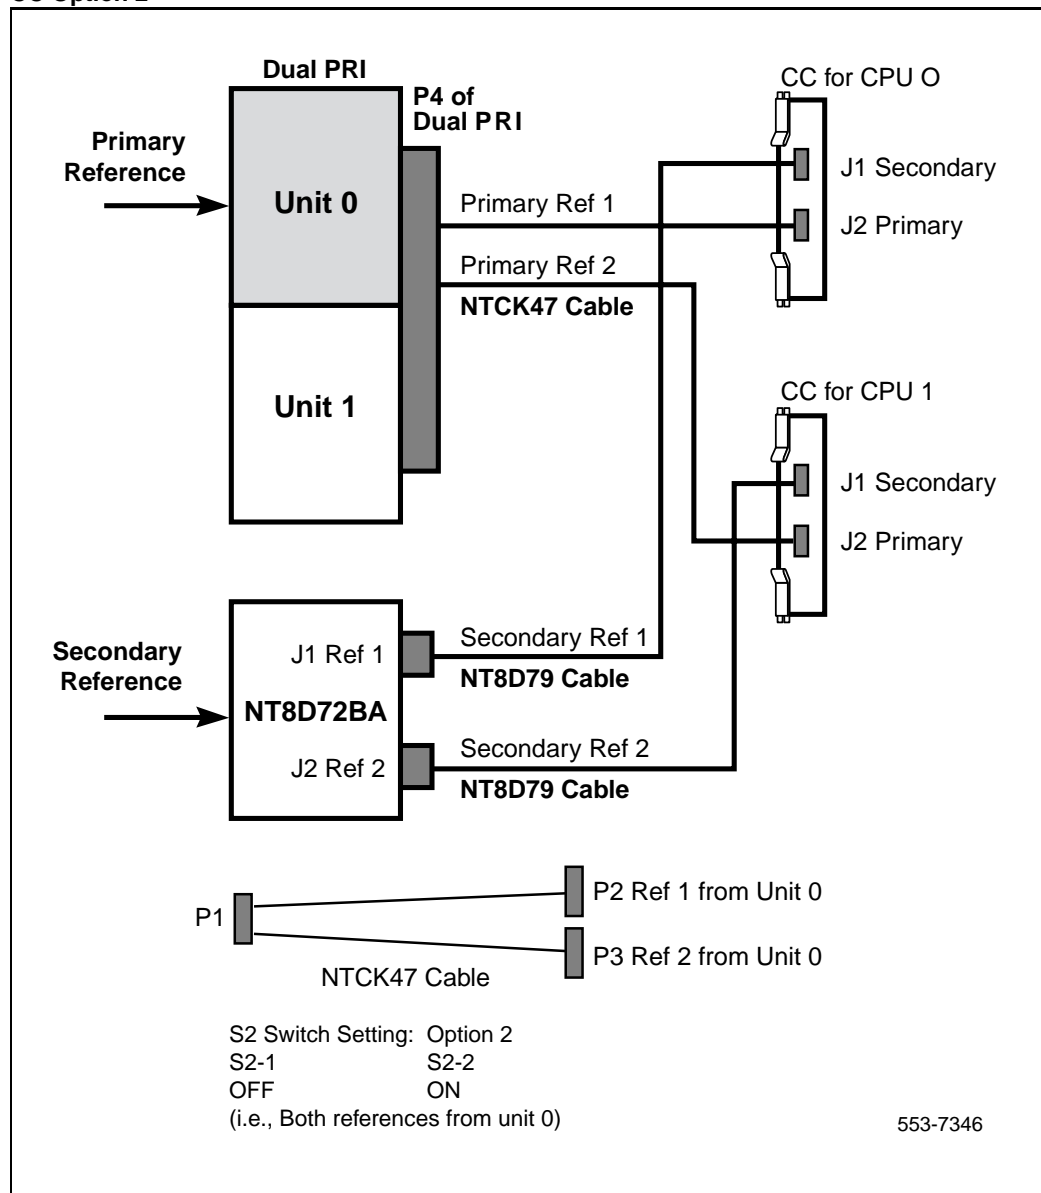 Dual PRI
P4 of
Dual PRI
CC for CPU O
Primary
Reference
Unit 0
J1 Secondary
Primary Ref 1
J2 Primary
Primary Ref 2
NTCK47 Cable
Unit 1
CC for CPU 1
J1 Secondary
J2 Primary
Secondary
Reference
J1 Ref 1
Secondary Ref 1
NT8D79 Cable
NT8D72BA
J2 Ref 2
Secondary Ref 2
NT8D79 Cable
P1
P2 Ref 1 from Unit 0
P3 Ref 2 from Unit 0
NTCK47 Cable
S2 Switch Setting: Option 2
S2-1 S2-2
OFF ON
(i.e., Both references from unit 0)
553-7346